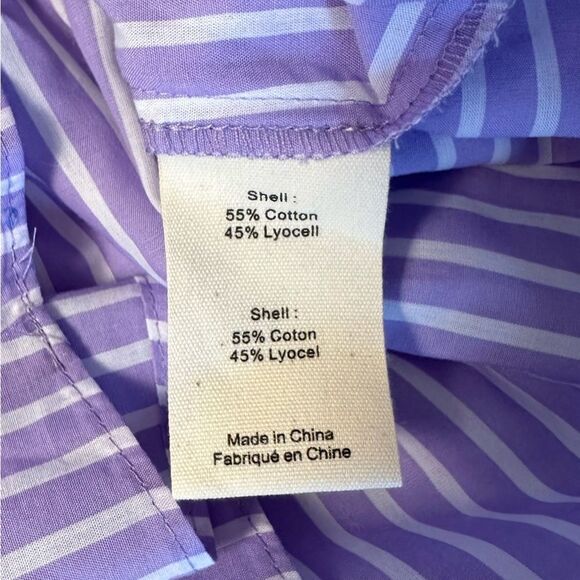 Shell :
55% Cotton
45% Lyocell
Shell :
55% Coton
45% Lyocel
Made in China
Fabriqué en Chine